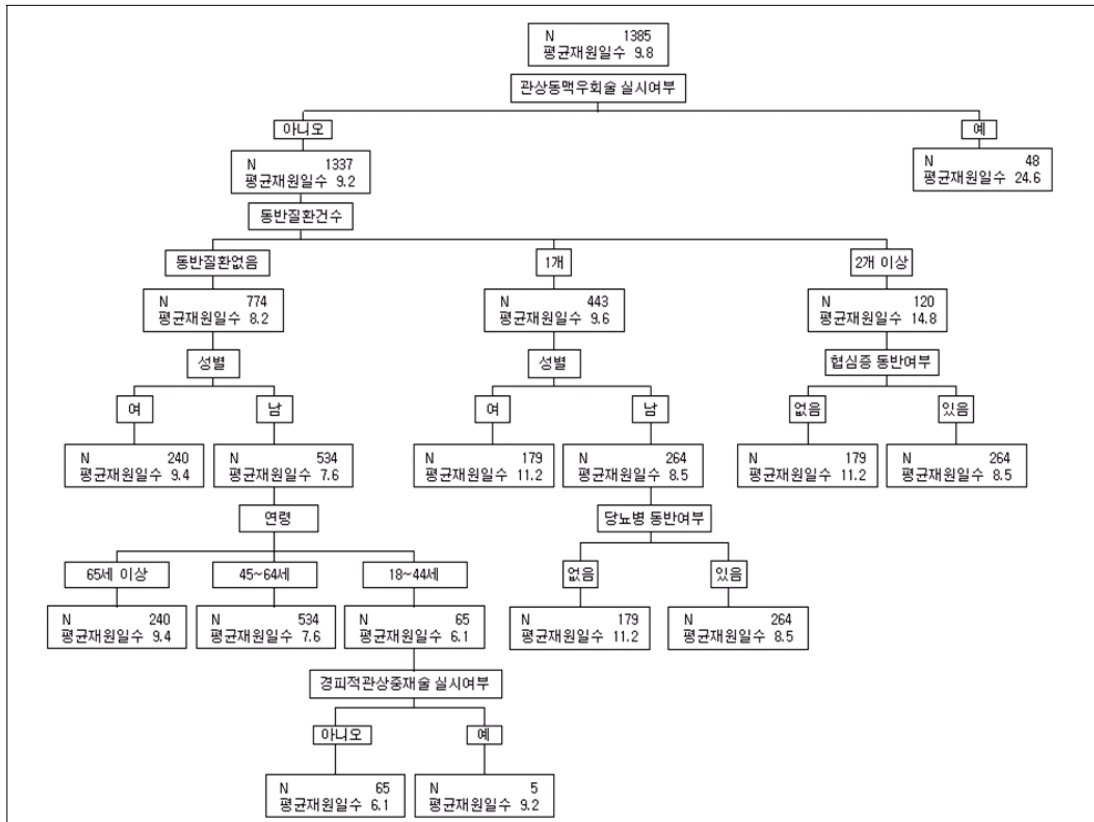 N 1385
평균재원일수 9.8
관상동맥우회술 실시여부
아니오
예
N 1337
평균재원일수 9.2
N 48
평균재원일수 24.6
동반질환건수
동반질환없음
1개
2개 이상
N 774
평균재원일수 8.2
N 443
평균재원일수 9.6
N 120
평균재원일수 14.8
성별
성별
협심증 동반여부
여
남
여
남
없음
있음
N 240
평균재원일수 9.4
N 534
평균재원일수 7.6
N 179
평균재원일수 11.2
N 264
평균재원일수 8.5
N 179
평균재원일수 11.2
N 264
평균재원일수 8.5
연령
당뇨병 동반여부
65세 이상
45~64세
18~44세
없음
있음
N 240
평균재원일수 9.4
N 534
평균재원일수 7.6
N 65
평균재원일수 6.1
N 179
평균재원일수 11.2
N 264
평균재원일수 8.5
경피적관상중재술 실시여부
아니오
예
N 65
평균재원일수 6.1
N 5
평균재원일수 9.2